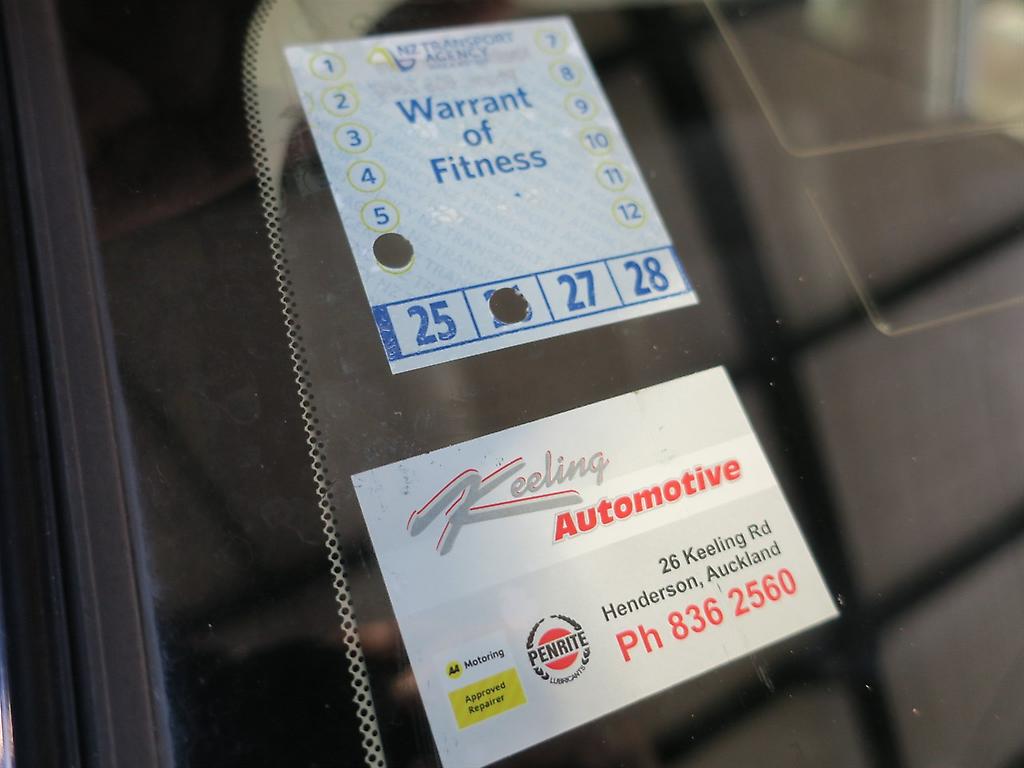 NZ TRANSPORT
AGENCY
Warrant
of
Fitness
1
2
3
4
5
7
8
9
10
11
12
25
27
28
Keeling
Automotive
26 Keeling Rd
Henderson, Auckland
Ph 836 2560
AA Motoring
Approved
Repairer
PENRITE
LUBRICANTS